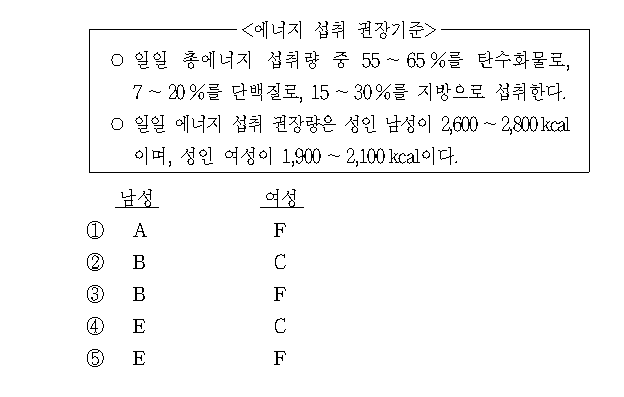 <에너지 섭취 권장기준>
○ 일일 총에너지 섭취량 중 55 ~ 65 %를 탄수화물로,
7 ~ 20 %를 단백질로, 15 ~ 30 %를 지방으로 섭취한다.
○ 일일 에너지 섭취 권장량은 성인 남성이 2,600 ~ 2,800 kcal
이며, 성인 여성이 1,900 ~ 2,100 kcal이다.
남성 여성
① A F
② B C
③ B F
④ E C
⑤ E F